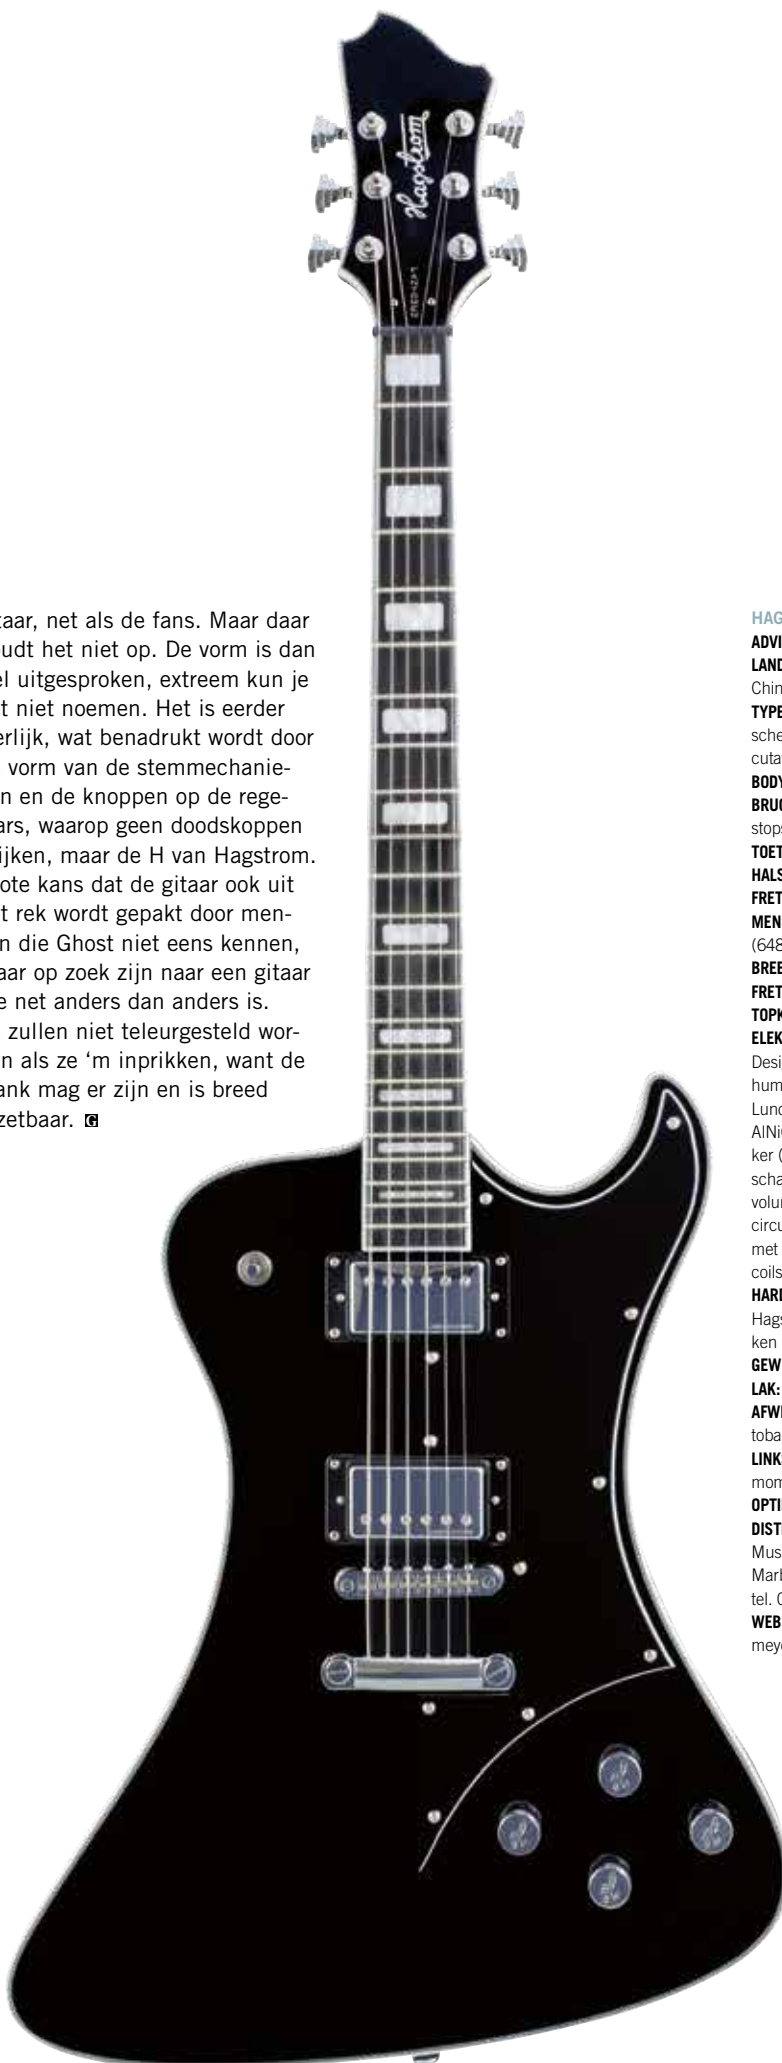 Hagstrom
taar, net als de fans. Maar daar
udt het niet op. De vorm is dan
el uitgesproken, extreem kun je
t niet noemen. Het is eerder
erlijk, wat benadrukt wordt door
vorm van de stemmechanie-
n en de knoppen op de rege-
ars, waarop geen doodskoppen
ijken, maar de H van Hagstrom.
ote kans dat de gitaar ook uit
t rek wordt gepakt door men-
n die Ghost niet eens kennen,
aar op zoek zijn naar een gitaar
e net anders dan anders is.
zullen niet teleurgesteld wor-
n als ze ‘m inprikken, want de
ank mag er zijn en is breed
zetbaar. G
HAG
ADVI
LAND
Chin
TYPE
sche
cuta
BODY
BRUG
stops
TOET
HALS
FRET
MEN
(648
BREE
FRET
TOPK
ELEK
Desi
hum
Lund
AlNi
ker (
scha
volu
circu
met
coils
HARD
Hags
ken
GEW
LAK:
AFW
toba
LINK
mom
OPTI
DIST
Mus
Marb
tel. 0
WEB
meye